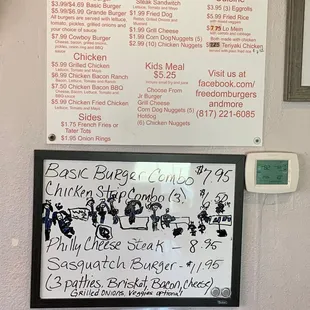 $3.99/$4.69 Basic Burger
$5.99/$6.99 Grande Burger
All burgers are served with lettuce
tomato, pickles, grilled onions and
your choice of sauce
$7.99 Cowboy Burger
Chicken
$5.99 Grilled Chicken
$6.99 Chicken Bacon Ranch
$7.50 Chicken Bacon BBQ
$5.99 Chicken Fried Chicken
Sides
$1.75 French Fries or
Tater Tots
$1.95 Onion Rings
Steak Sandwich
$1.99 Fried Dog
$1.99 Grill Cheese
$1.99 Corn Dog Nuggets (5)
$2.99 (10) Chicken Nuggets
Kids Meal
$5.25
Choose From
Jr Burger
Grill Cheese
Corn Dog Nuggets (5)
Hotdog
(6) Chicken Nuggets
$3.95 (3) Eggrolls
$5.99 Fried Rice
7.75 Lo Mein
Teriyaki Chicken
Visit us at
facebook.com/
freedomburgers
andmore
(817) 221-6085
Basic Burger Combo $7.95
Chicken Strip Combo (3)
Philly Cheese Steak - 8.95
Sasquatch Burger - $11.95
(3 patties, Brisket, Bacon, Cheese)
Grilled Onions, Veggies optional